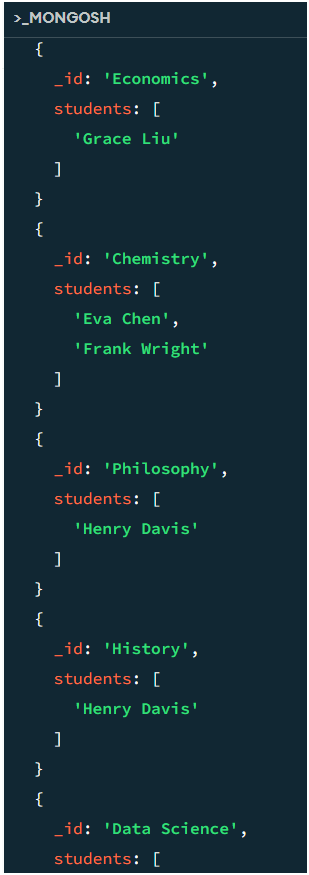 >_MONGOSH
{
_id: 'Economics',
students: [
'Grace Liu'
]
}
{
_id: 'Chemistry',
students: [
'Eva Chen',
'Frank Wright'
]
}
{
_id: 'Philosophy',
students: [
'Henry Davis'
]
}
{
_id: 'History',
students: [
'Henry Davis'
]
}
{
_id: 'Data Science',
students: [